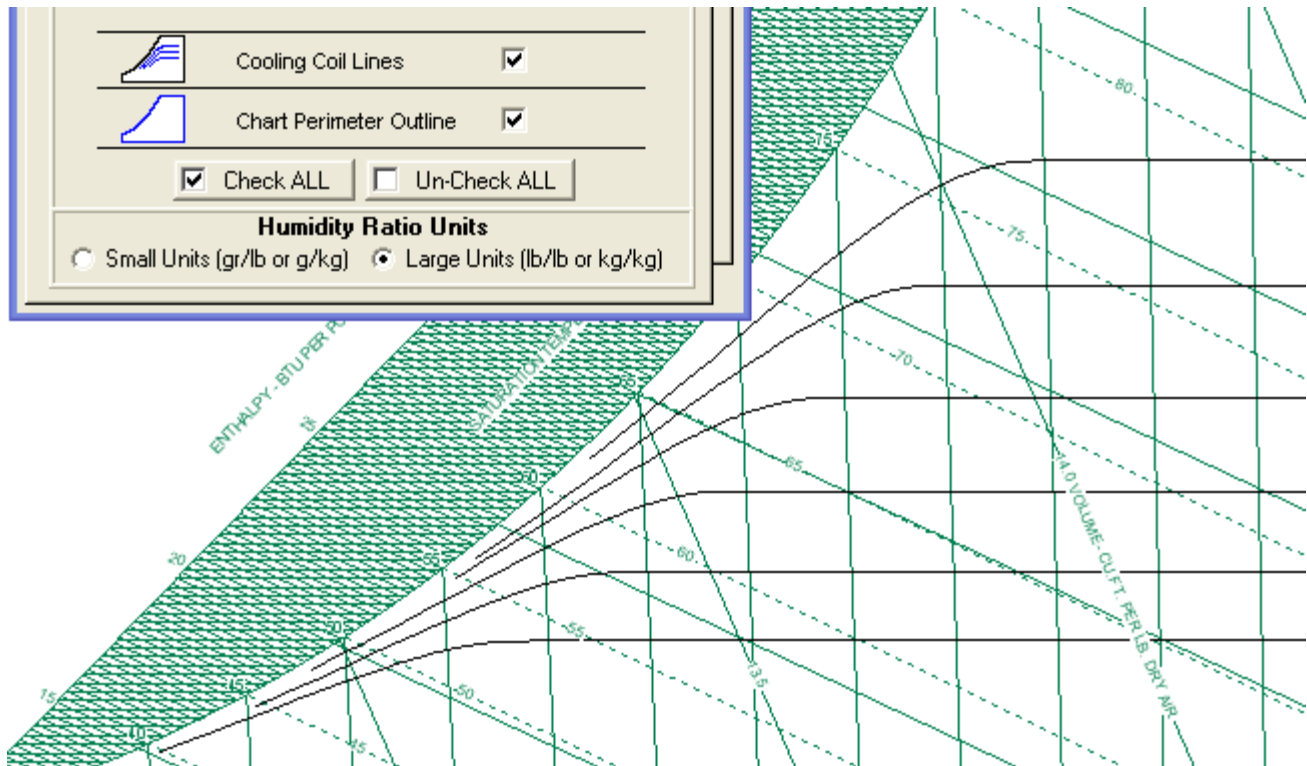 Cooling Coil Lines
Chart Perimeter Outline
Check ALL
Un-Check ALL
Humidity Ratio Units
Small Units (gr/lb or g/kg)
Large Units (lb/lb or kg/kg)
ENTHALPY - BTU PER
SATURATION
15
20
40
45
50
55
60
75
80
75
70
65
60
55
50
45
13.5
14.0 VOLUME- CU.FT. PER LB. DRY AIR